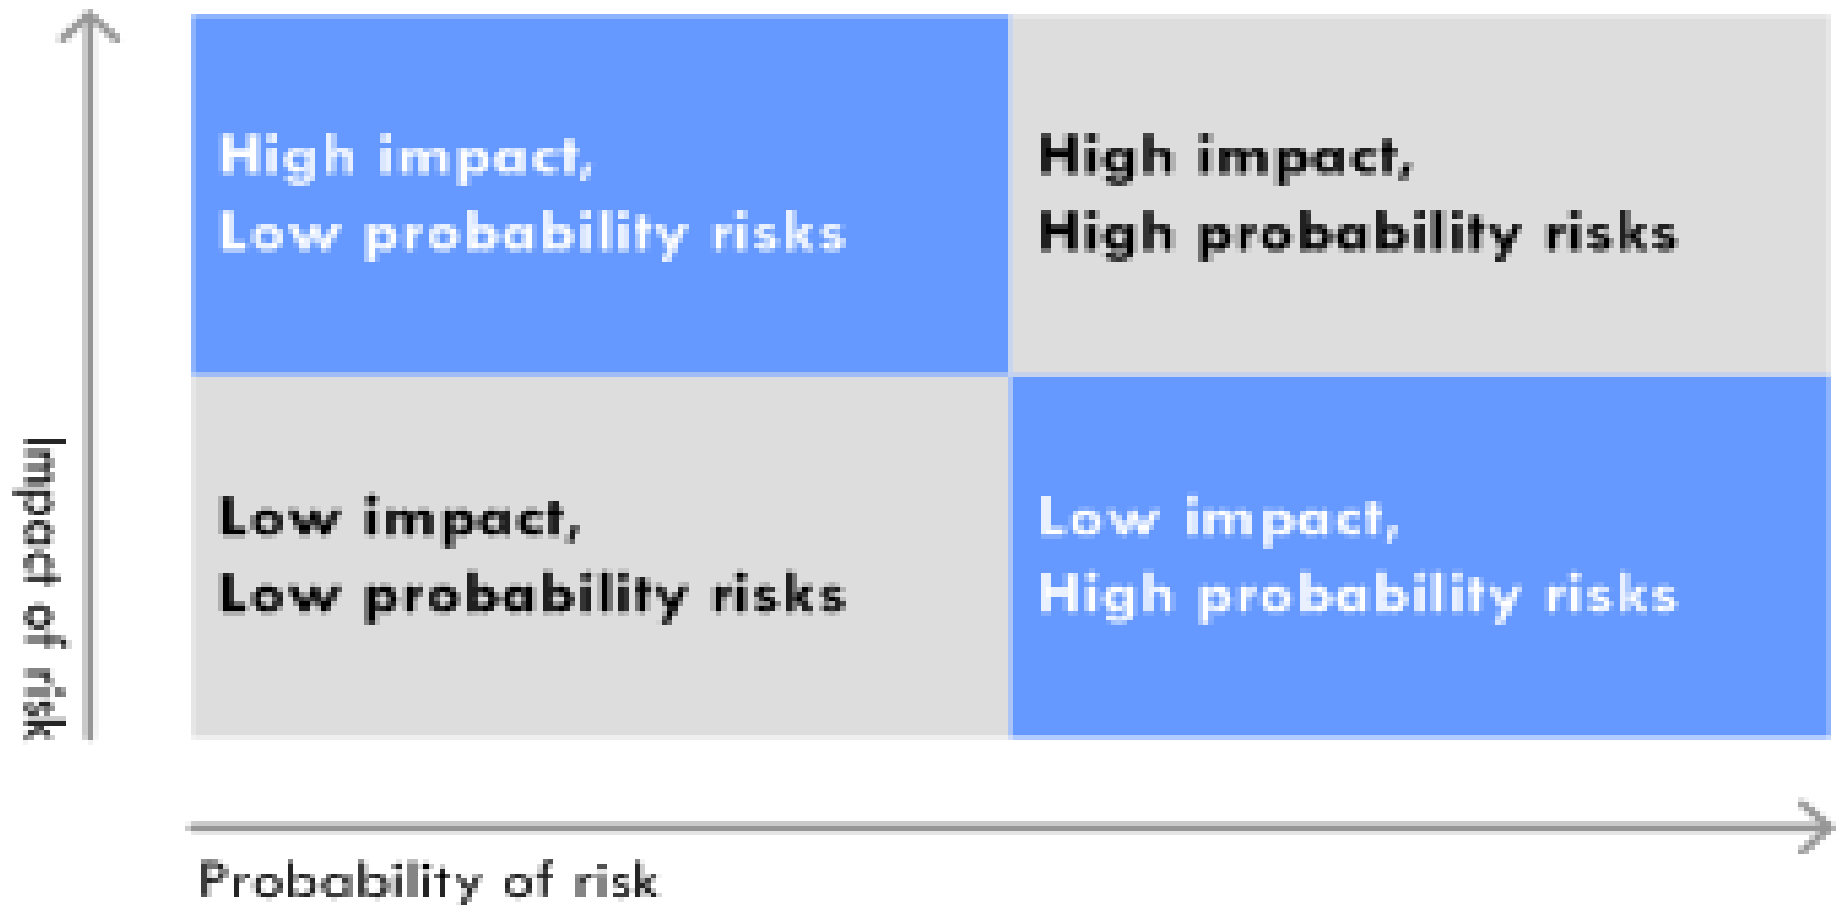 High impact,
Low probability risks
High impact,
High probability risks
Low impact,
Low probability risks
Low impact,
High probability risks
Impact of risk
Probability of risk